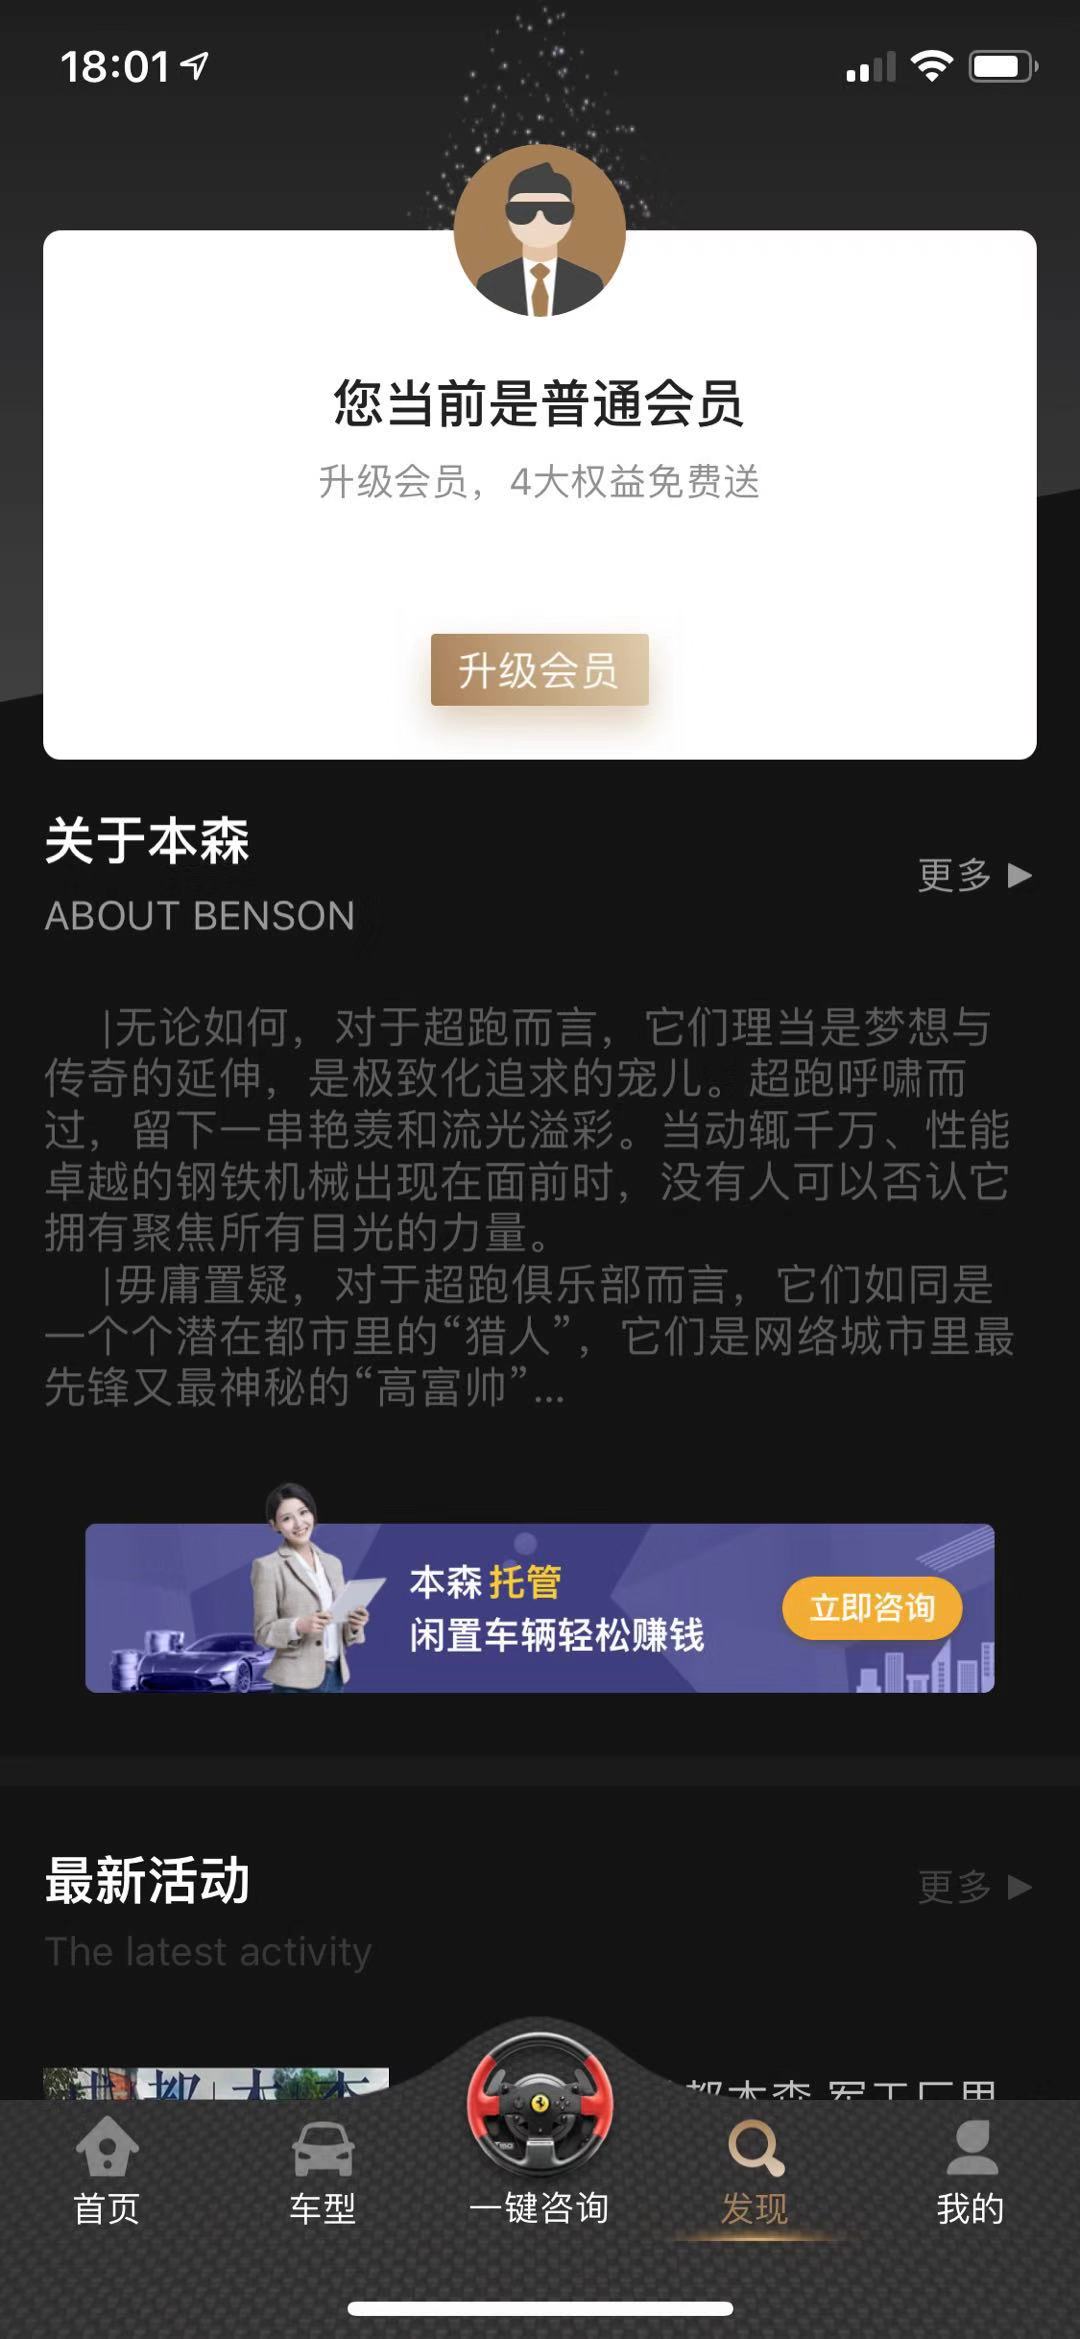 18:01
您当前是普通会员
升级会员，4大权益免费送
升级会员
关于本森
更多
ABOUT BENSON
|无论如何，对于超跑而言，它们理当是梦想与
传奇的延伸，是极致化追求的宠儿。超跑呼啸而
过，留下一串艳羡和流光溢彩。当动辄千万、性能
卓越的钢铁机械出现在面前时，没有人可以否认它
拥有聚焦所有目光的力量。
|毋庸置疑，对于超跑俱乐部而言，它们如同是
一个个潜在都市里的“猎人”，它们是网络城市里最
先锋又最神秘的“高富帅”...
本森托管
闲置车辆轻松赚钱
立即咨询
最新活动
更多
The latest activity
首页
车型
一键咨询
发现
我的